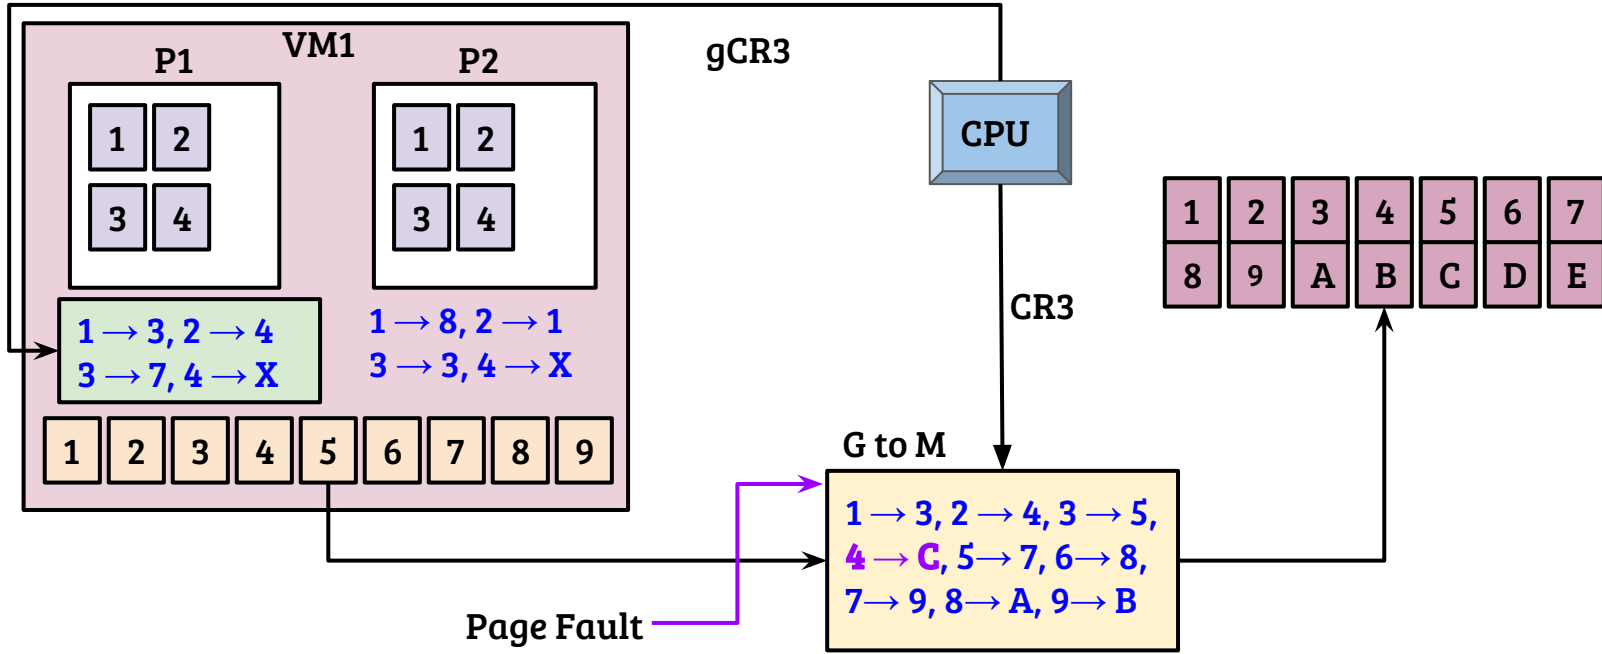 VM1
gCR3
P1
P2
1 2
3 4
1 2
3 4
CPU
1 2 3 4 5 6 7
8 9 A B C D E
1 → 3, 2 → 4
3 → 7, 4 → X
1 → 8, 2 → 1
3 → 3, 4 → X
CR3
1 2 3 4 5 6 7 8 9
G to M
1 → 3, 2 → 4, 3 → 5,
4 → C, 5→ 7, 6→ 8,
7→ 9, 8→ A, 9→ B
Page Fault